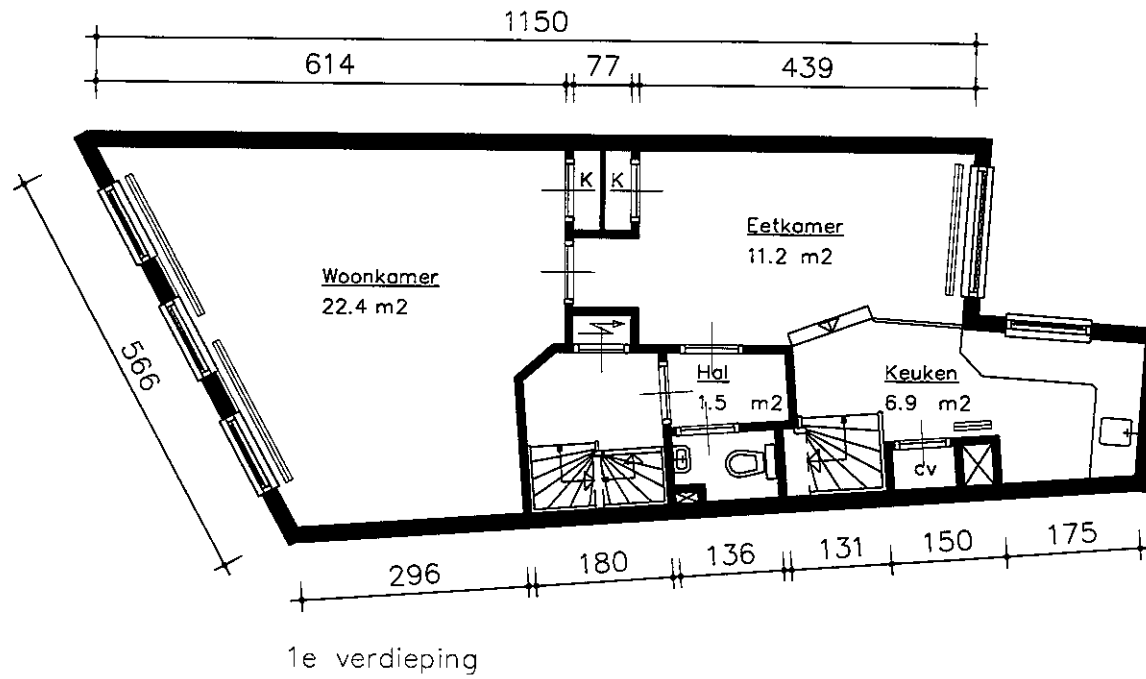 1150
614 77 439
K K
Eetkamer
11.2 m2
Woonkamer
22.4 m2
566
Hal
1.5 m2
Keuken
6.9 m2
cv
296 180 136 131 150 175
1e verdieping